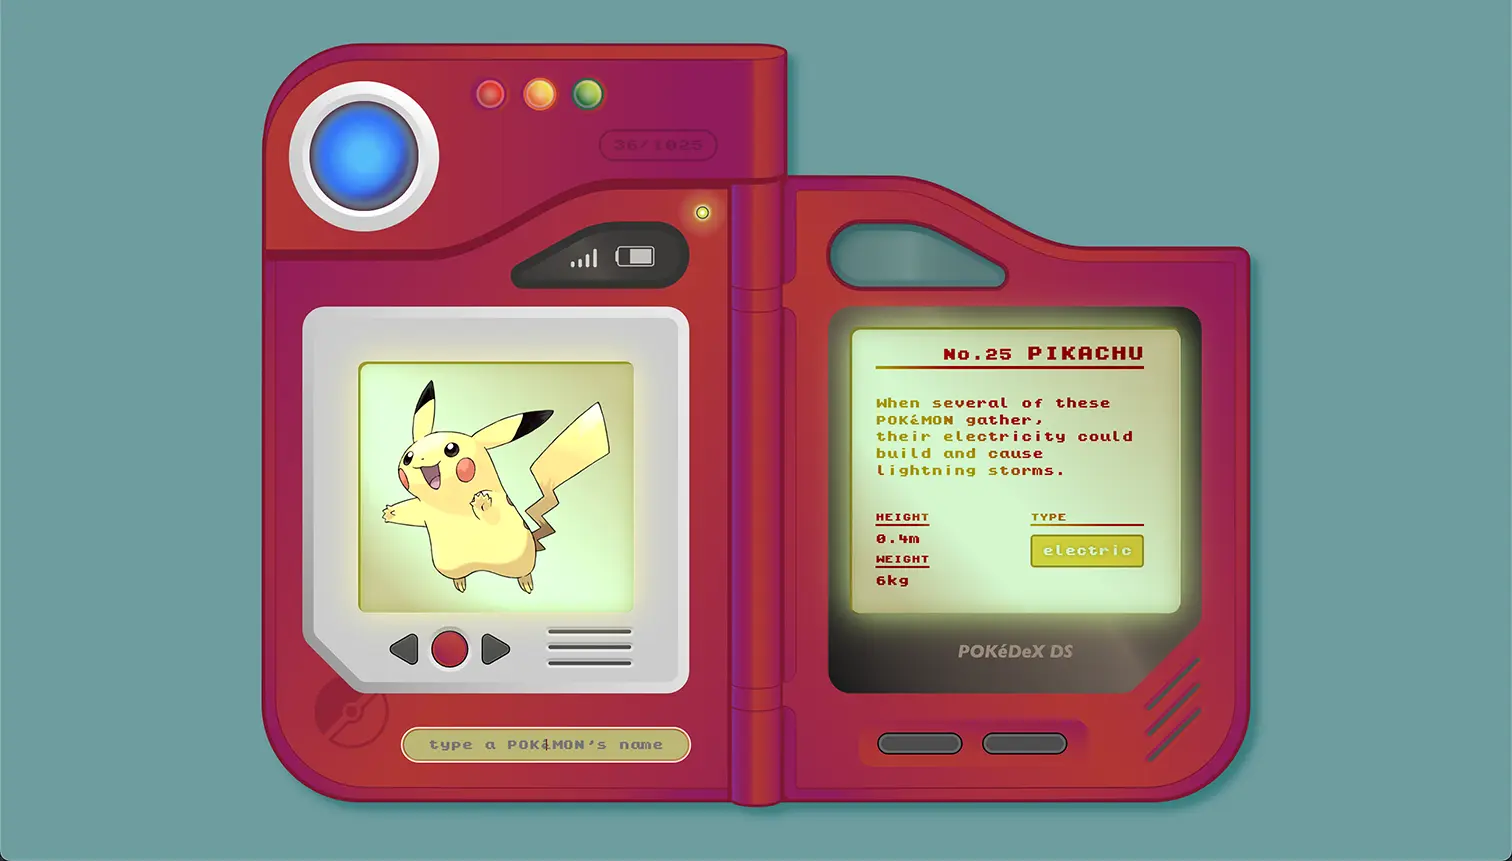 36/1025
No.25 PIKACHU
When several of these
POKéMON gather,
their electricity could
build and cause
lightning storms.
HEIGHT
0.4m
WEIGHT
6kg
TYPE
electric
POKéDeX DS
type a POKéMON's name